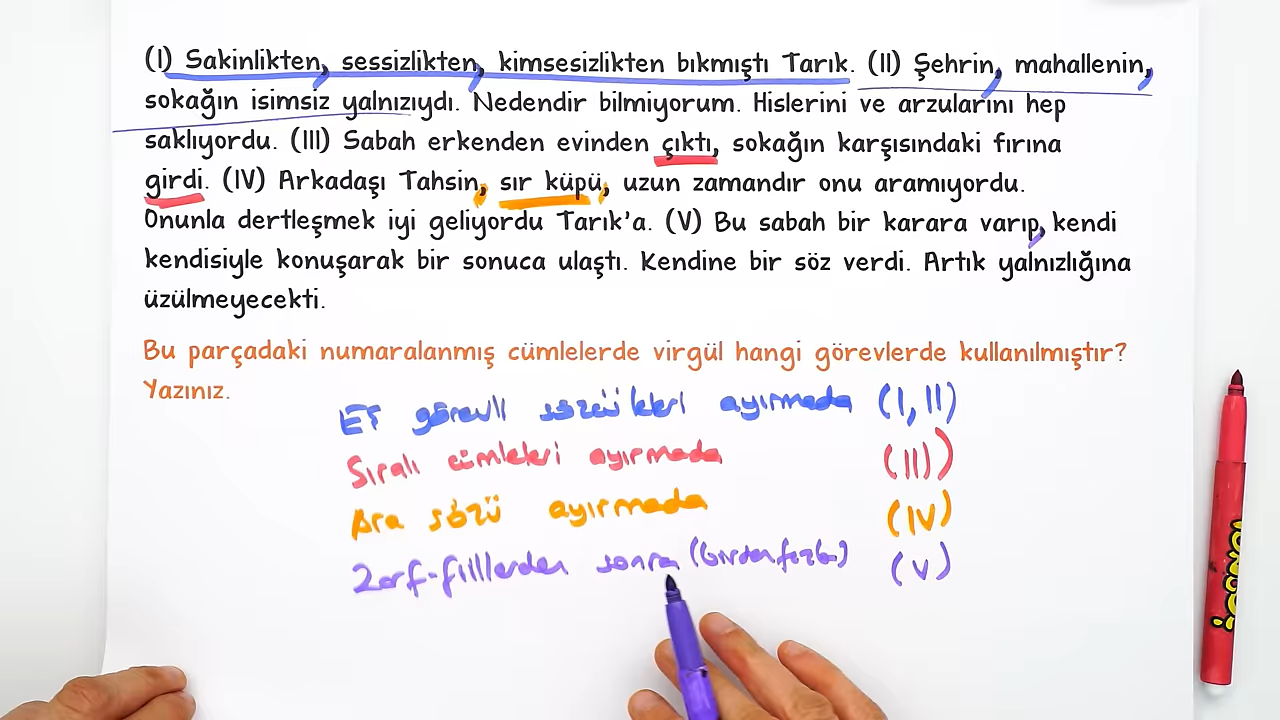 (I) Sakinlikten, sessizlikten, kimsesizlikten bıkmıştı Tarık. (II) Şehrin, mahallenin,
sokağın isimsiz yalnızıydı. Nedendir bilmiyorum. Hislerini ve arzularını hep
saklıyordu. (III) Sabah erkenden evinden çıktı, sokağın karşısındaki fırına
girdi. (IV) Arkadaşı Tahsin, sır küpü, uzun zamandır onu aramıyordu.
Onunla dertleşmek iyi geliyordu Tarık'a. (V) Bu sabah bir karara varıp, kendi
kendisiyle konuşarak bir sonuca ulaştı. Kendine bir söz verdi. Artık yalnızlığına
üzülmeyecekti.
Bu parçadaki numaralanmış cümlelerde virgül hangi görevlerde kullanılmıştır?
Yazınız.
Eş görevli sözcükleri ayırmada (I, II)
Sıralı cümleleri ayırmada (III)
Ara sözü ayırmada (IV)
Zarf-fiillerden sonra (birden fazla) (V)